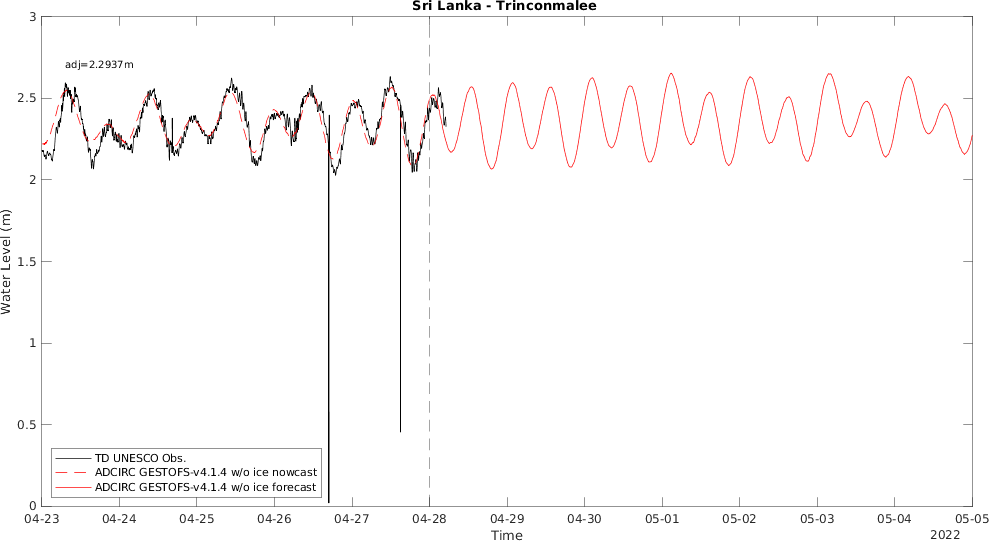 Sri Lanka - Trinconmalee
3
2.5
2
1.5
1
0.5
0
Water Level (m)
adj=2.2937m
TD UNESCO Obs.
ADCIRC GESTOFS-v4.1.4 w/o ice nowcast
ADCIRC GESTOFS-v4.1.4 w/o ice forecast
04-23 04-24 04-25 04-26 04-27 04-28 04-29 04-30 05-01 05-02 05-03 05-04 05-05
Time
2022